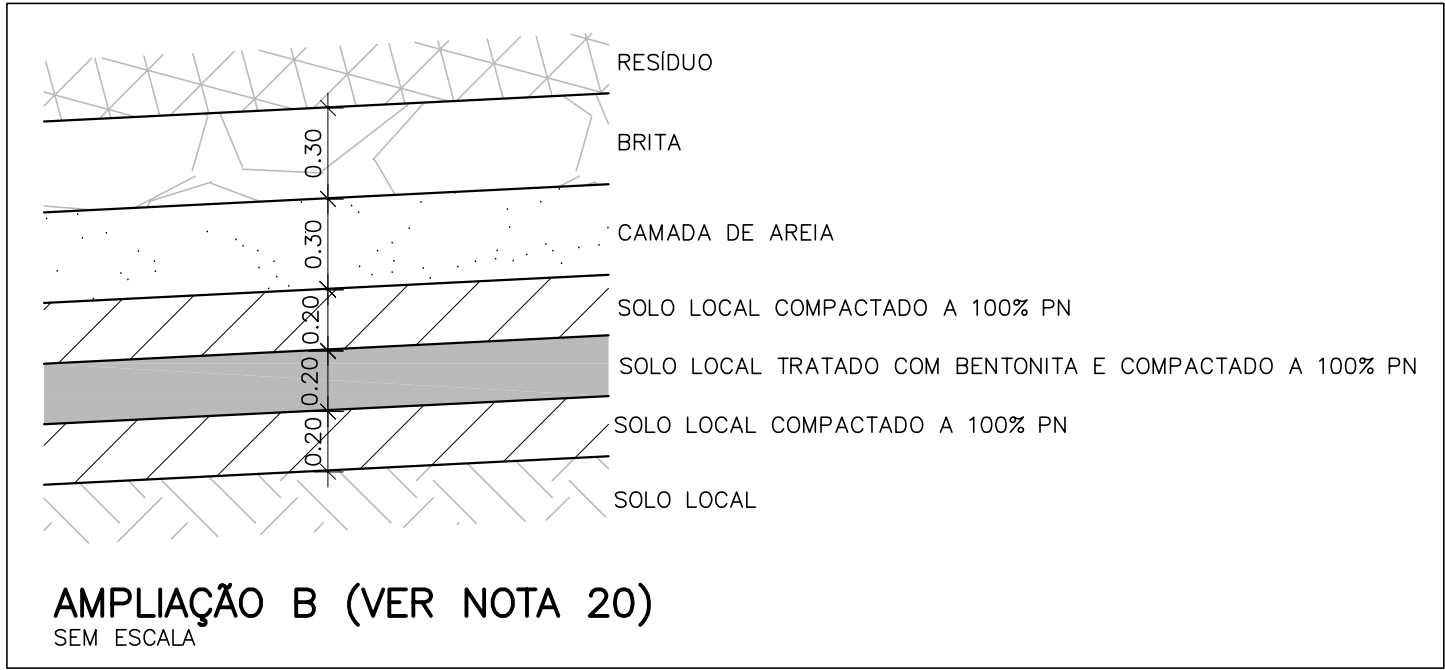 RESÍDUO
BRITA
0.30
CAMADA DE AREIA
0.30
SOLO LOCAL COMPACTADO A 100% PN
0.20
SOLO LOCAL TRATADO COM BENTONITA E COMPACTADO A 100% PN
0.20
SOLO LOCAL COMPACTADO A 100% PN
0.20
SOLO LOCAL
AMPLIAÇÃO B (VER NOTA 20)
SEM ESCALA